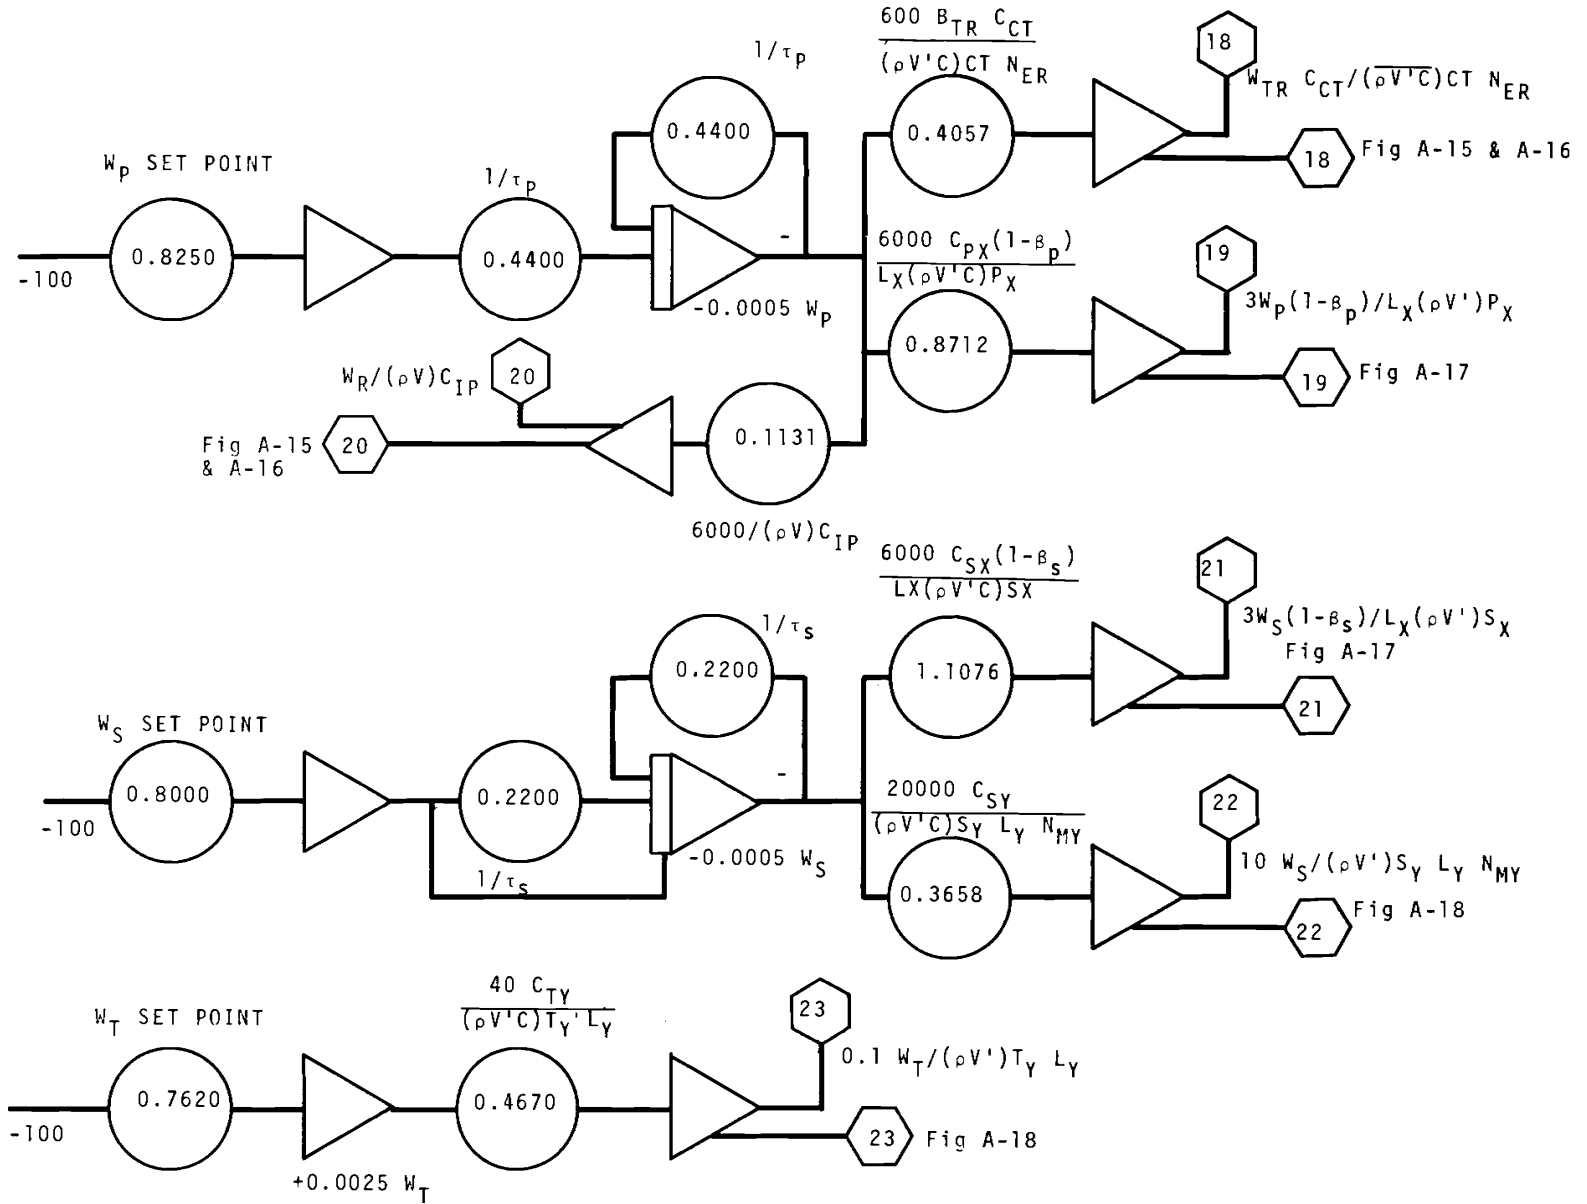 600 B_TR C_CT
(ρV'C)CT N_ER
1/τ_P
18
W_TR C_CT/(ρV'C)CT N_ER
0.4400
0.4057
18
Fig A-15 & A-16
W_P SET POINT
1/τ_P
0.8250
0.4400
-
-100
-0.0005 W_P
6000 C_PX(1-β_p)
L_X(ρV'C)P_X
19
3W_P(1-β_p)/L_X(ρV')P_X
0.8712
19
Fig A-17
W_R/(ρV)C_IP
20
Fig A-15
& A-16
20
0.1131
6000/(ρV)C_IP
6000 C_SX(1-β_s)
LX(ρV'C)SX
21
1/τ_s
3W_S(1-β_s)/L_X(ρV')S_X
Fig A-17
0.2200
1.1076
21
W_S SET POINT
0.8000
0.2200
-
-100
1/τ_s
-0.0005 W_S
20000 C_SY
(ρV'C)S_Y L_Y N_MY
22
10 W_S/(ρV')S_Y L_Y N_MY
0.3658
22
Fig A-18
W_T SET POINT
40 C_TY
(ρV'C)T_Y' L_Y
23
0.1 W_T/(ρV')T_Y L_Y
0.7620
0.4670
-100
23
Fig A-18
+0.0025 W_T